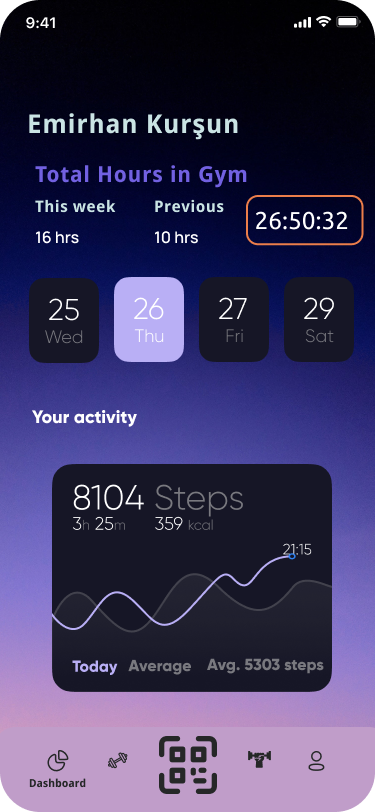 9:41
Emirhan Kurşun
Total Hours in Gym
This week Previous
16 hrs 10 hrs
26:50:32
25 26 27 29
Wed Thu Fri Sat
Your activity
8104 Steps
3h 25m 359 kcal
21:15
Today Average Avg. 5303 steps
Dashboard